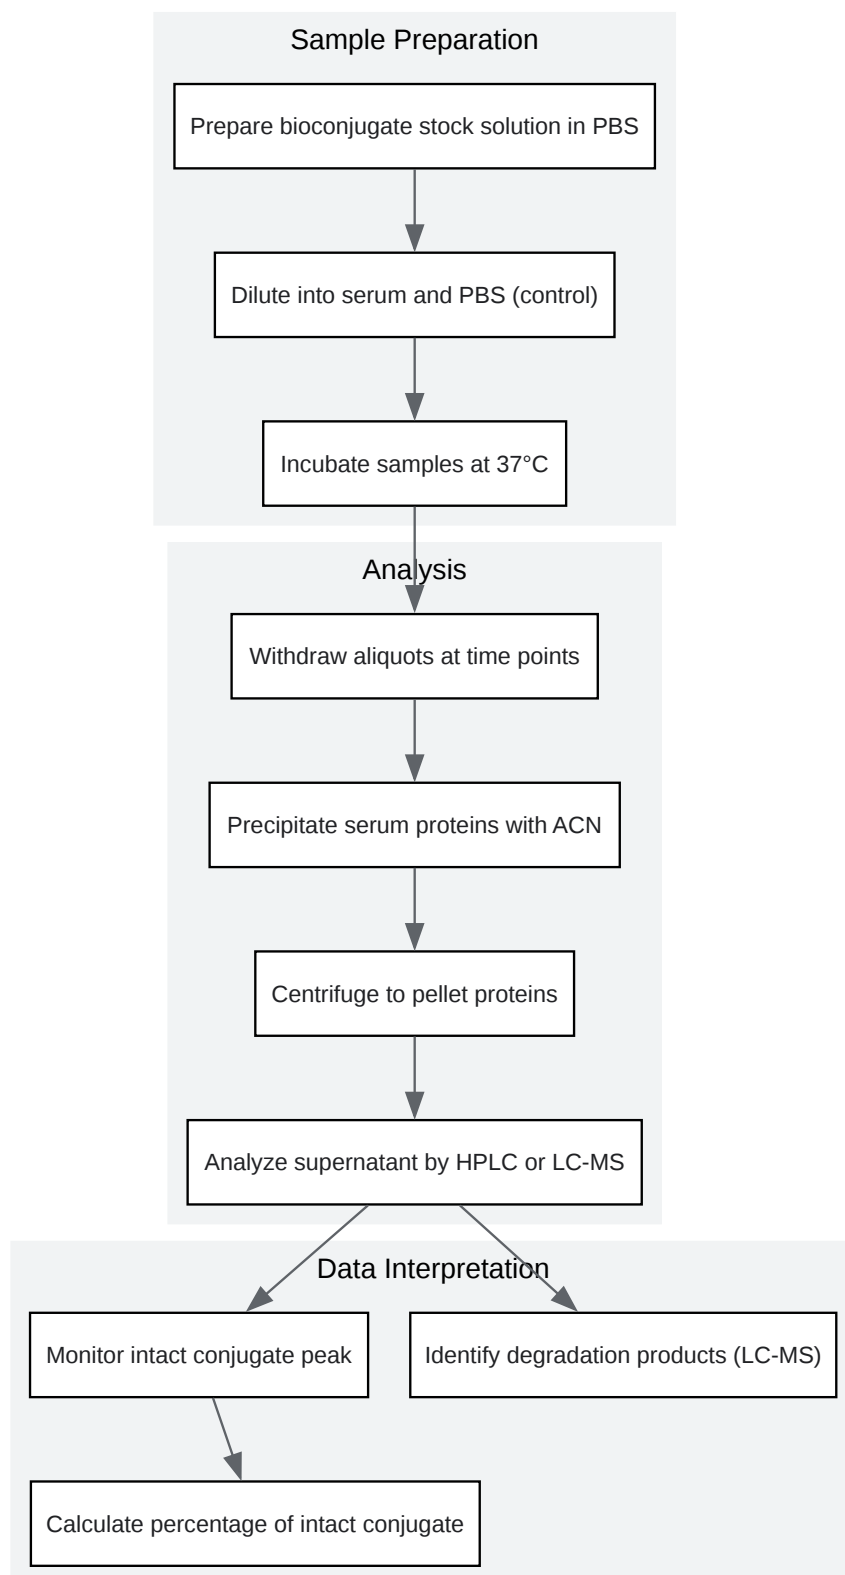 Sample Preparation
Prepare bioconjugate stock solution in PBS
Dilute into serum and PBS (control)
Incubate samples at 37°C
Analysis
Withdraw aliquots at time points
Precipitate serum proteins with ACN
Centrifuge to pellet proteins
Analyze supernatant by HPLC or LC-MS
Data Interpretation
Monitor intact conjugate peak
Identify degradation products (LC-MS)
Calculate percentage of intact conjugate